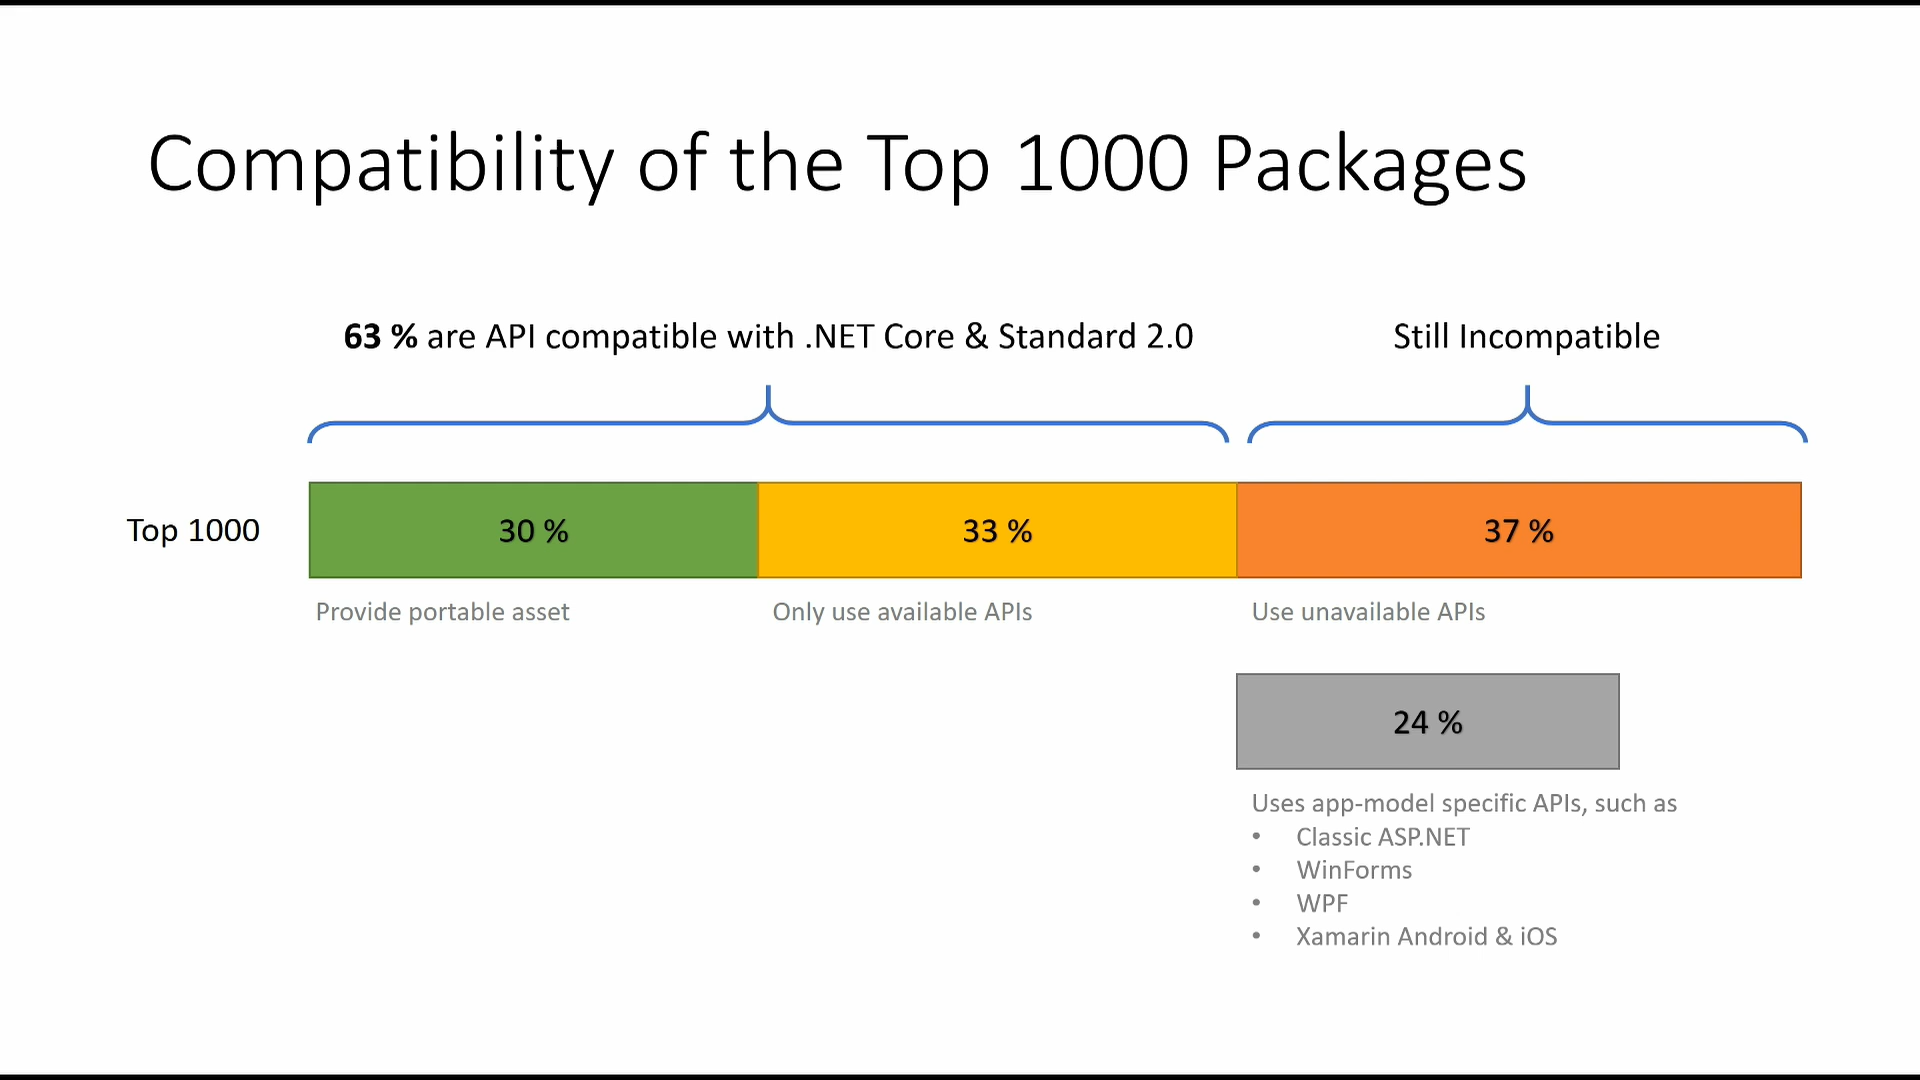 Compatibility of the Top 1000 Packages
63 % are API compatible with .NET Core & Standard 2.0
Still Incompatible
Top 1000
30 %
33 %
37 %
Provide portable asset
Only use available APIs
Use unavailable APIs
24 %
Uses app-model specific APIs, such as
• Classic ASP.NET
• WinForms
• WPF
• Xamarin Android & iOS